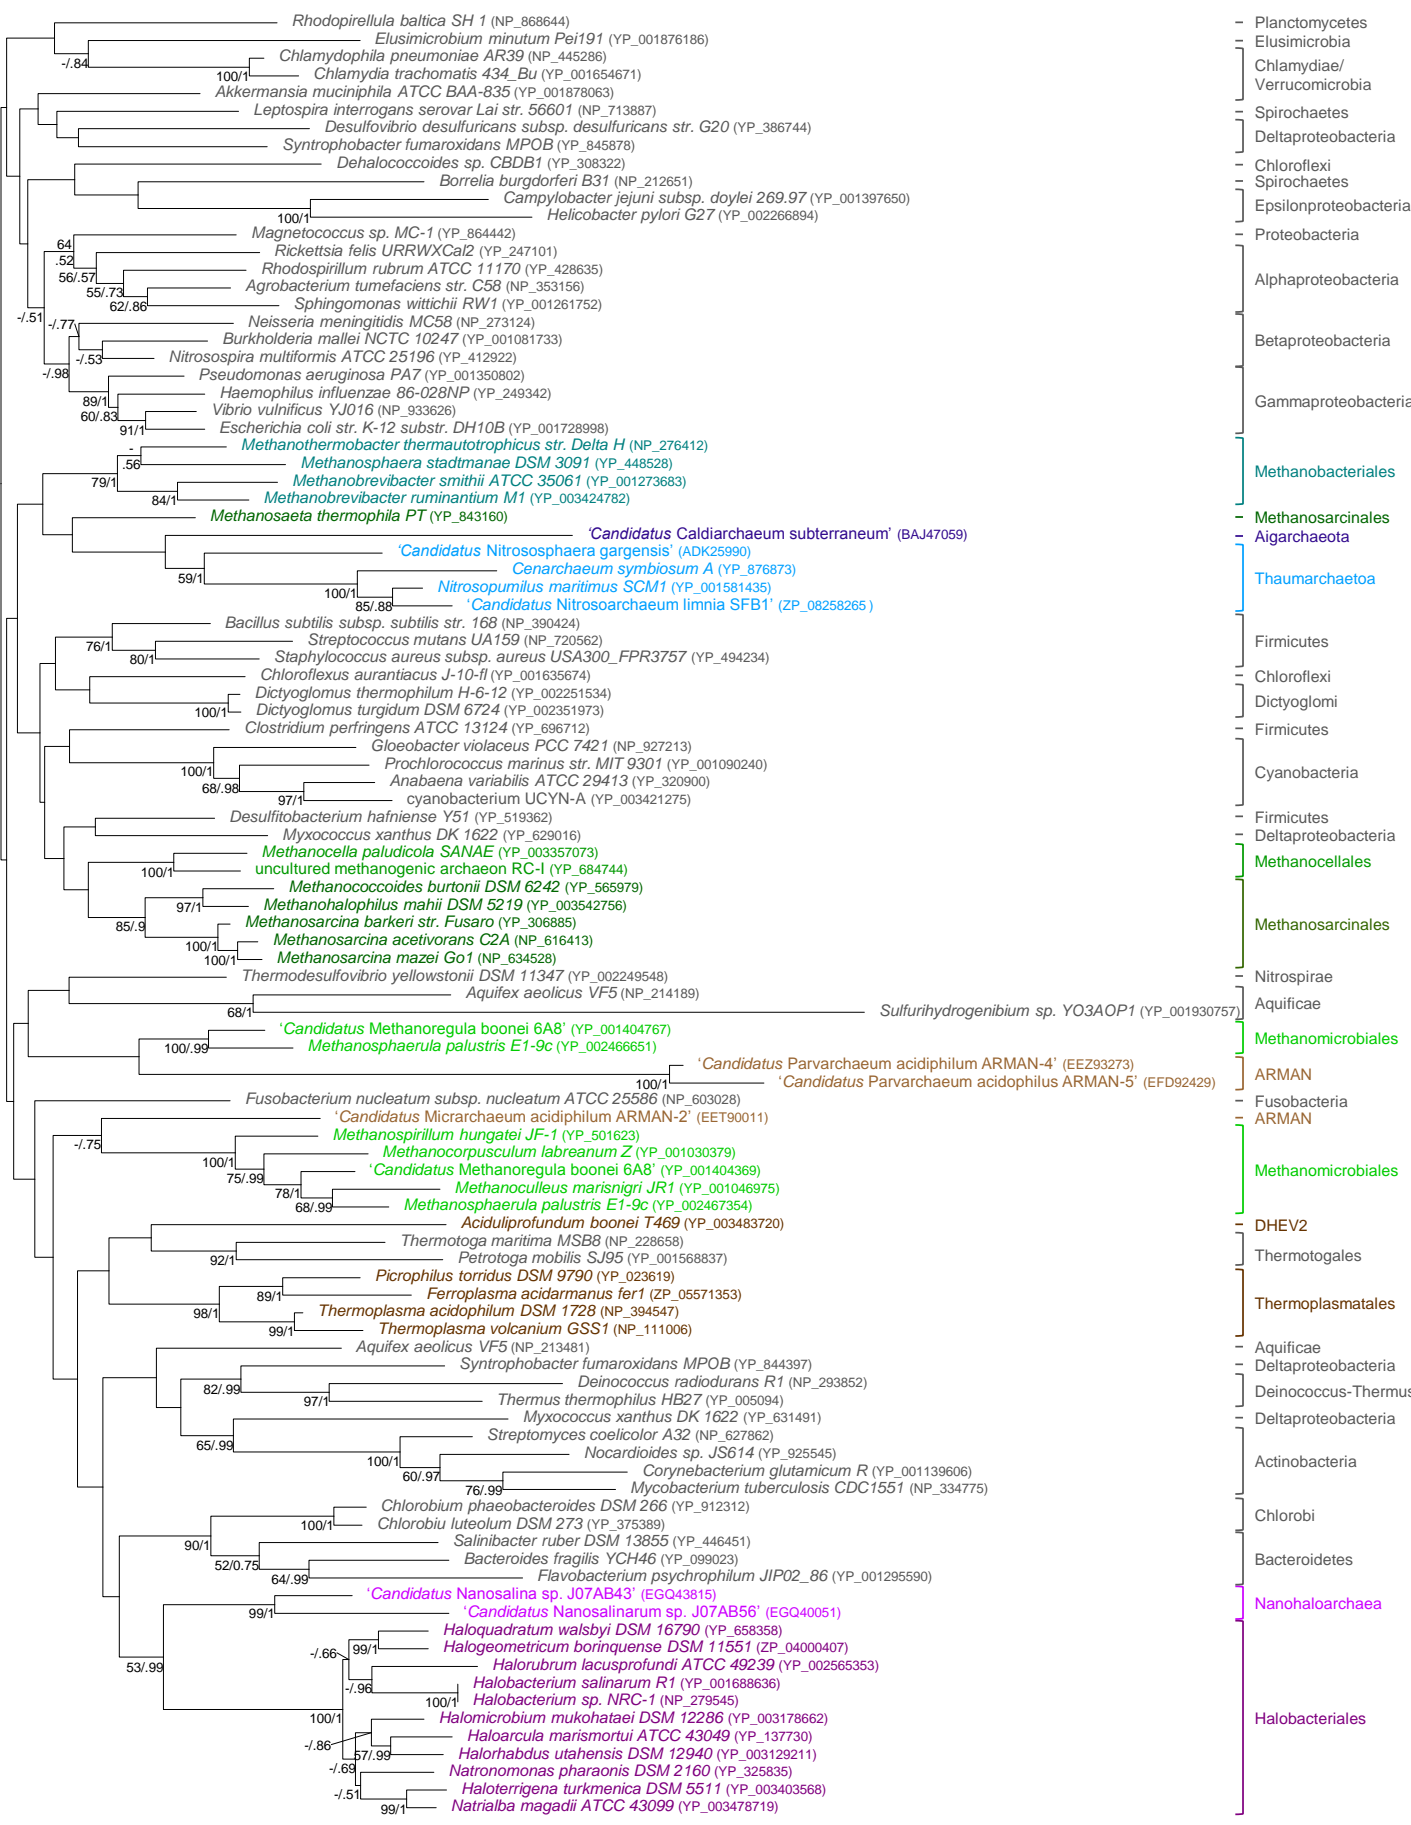 Rhodopirellula baltica SH 1 (NP_868644) Planctomycetes
Elusimicrobium minutum Pei191 (YP_001876186) Elusimicrobia
-/.84 Chlamydophila pneumoniae AR39 (NP_445286) Chlamydiae/
100/1 Chlamydia trachomatis 434_Bu (YP_001654671) Verrucomicrobia
Akkermansia muciniphila ATCC BAA-835 (YP_001878063)
Leptospira interrogans serovar Lai str. 56601 (NP_713887) Spirochaetes
Desulfovibrio desulfuricans subsp. desulfuricans str. G20 (YP_386744) Deltaproteobacteria
Syntrophobacter fumaroxidans MPOB (YP_845878)
Dehalococcoides sp. CBDB1 (YP_308322) Chloroflexi
Borrelia burgdorferi B31 (NP_212651) Spirochaetes
Campylobacter jejuni subsp. doylei 269.97 (YP_001397650) Epsilonproteobacteria
100/1 Helicobacter pylori G27 (YP_002266894)
Magnetococcus sp. MC-1 (YP_864442) Proteobacteria
64
.52 Rickettsia felis URRWXCal2 (YP_247101)
56/.57 Rhodospirillum rubrum ATCC 11170 (YP_428635) Alphaproteobacteria
55/.73 Agrobacterium tumefaciens str. C58 (NP_353156)
62/.86 Sphingomonas wittichii RW1 (YP_001261752)
-/.51 -/.77 Neisseria meningitidis MC58 (NP_273124)
Burkholderia mallei NCTC 10247 (YP_001081733) Betaproteobacteria
-/.53 Nitrosospira multiformis ATCC 25196 (YP_412922)
-/.98 Pseudomonas aeruginosa PA7 (YP_001350802)
89/1 Haemophilus influenzae 86-028NP (YP_249342) Gammaproteobacteria
60/.83 Vibrio vulnificus YJ016 (NP_933626)
91/1 Escherichia coli str. K-12 substr. DH10B (YP_001728998)
Methanothermobacter thermautotrophicus str. Delta H (NP_276412)
-
.56 Methanosphaera stadtmanae DSM 3091 (YP_448528) Methanobacteriales
79/1 Methanobrevibacter smithii ATCC 35061 (YP_001273683)
84/1 Methanobrevibacter ruminantium M1 (YP_003424782)
Methanosaeta thermophila PT (YP_843160) Methanosarcinales
'Candidatus Caldiarchaeum subterraneum' (BAJ47059) Aigarchaeota
'Candidatus Nitrososphaera gargensis' (ADK25990)
59/1 Cenarchaeum symbiosum A (YP_876873) Thaumarchaetoa
100/1 Nitrosopumilus maritimus SCM1 (YP_001581435)
85/.88 'Candidatus Nitrosoarchaeum limnia SFB1' (ZP_08258265 )
Bacillus subtilis subsp. subtilis str. 168 (NP_390424)
76/1 Streptococcus mutans UA159 (NP_720562) Firmicutes
80/1 Staphylococcus aureus subsp. aureus USA300_FPR3757 (YP_494234)
Chloroflexus aurantiacus J-10-fl (YP_001635674) Chloroflexi
Dictyoglomus thermophilum H-6-12 (YP_002251534) Dictyoglomi
100/1 Dictyoglomus turgidum DSM 6724 (YP_002351973)
Clostridium perfringens ATCC 13124 (YP_696712) Firmicutes
Gloeobacter violaceus PCC 7421 (NP_927213)
100/1 Prochlorococcus marinus str. MIT 9301 (YP_001090240) Cyanobacteria
68/.98 Anabaena variabilis ATCC 29413 (YP_320900)
97/1 cyanobacterium UCYN-A (YP_003421275)
Desulfitobacterium hafniense Y51 (YP_519362) Firmicutes
Myxococcus xanthus DK 1622 (YP_629016) Deltaproteobacteria
Methanocella paludicola SANAE (YP_003357073) Methanocellales
100/1 uncultured methanogenic archaeon RC-I (YP_684744)
Methanococcoides burtonii DSM 6242 (YP_565979)
97/1 Methanohalophilus mahii DSM 5219 (YP_003542756)
85/.9 Methanosarcina barkeri str. Fusaro (YP_306885) Methanosarcinales
100/1 Methanosarcina acetivorans C2A (NP_616413)
100/1 Methanosarcina mazei Go1 (NP_634528)
Thermodesulfovibrio yellowstonii DSM 11347 (YP_002249548) Nitrospirae
Aquifex aeolicus VF5 (NP_214189) Aquificae
68/1 Sulfurihydrogenibium sp. YO3AOP1 (YP_001930757)
'Candidatus Methanoregula boonei 6A8' (YP_001404767) Methanomicrobiales
100/.99 Methanosphaerula palustris E1-9c (YP_002466651)
'Candidatus Parvarchaeum acidiphilum ARMAN-4' (EEZ93273) ARMAN
100/1 'Candidatus Parvarchaeum acidophilus ARMAN-5' (EFD92429)
Fusobacterium nucleatum subsp. nucleatum ATCC 25586 (NP_603028) Fusobacteria
'Candidatus Micrarchaeum acidiphilum ARMAN-2' (EET90011) ARMAN
-/.75 Methanospirillum hungatei JF-1 (YP_501623)
100/1 Methanocorpusculum labreanum Z (YP_001030379)
75/.99 'Candidatus Methanoregula boonei 6A8' (YP_001404369) Methanomicrobiales
78/1 Methanoculleus marisnigri JR1 (YP_001046975)
68/.99 Methanosphaerula palustris E1-9c (YP_002467354)
Aciduliprofundum boonei T469 (YP_003483720) DHEV2
Thermotoga maritima MSB8 (NP_228658) Thermotogales
92/1 Petrotoga mobilis SJ95 (YP_001568837)
Picrophilus torridus DSM 9790 (YP_023619)
89/1 Ferroplasma acidarmanus fer1 (ZP_05571353) Thermoplasmatales
98/1 Thermoplasma acidophilum DSM 1728 (NP_394547)
99/1 Thermoplasma volcanium GSS1 (NP_111006)
Aquifex aeolicus VF5 (NP_213481) Aquificae
Syntrophobacter fumaroxidans MPOB (YP_844397) Deltaproteobacteria
82/.99 Deinococcus radiodurans R1 (NP_293852) Deinococcus-Thermus
97/1 Thermus thermophilus HB27 (YP_005094)
Myxococcus xanthus DK 1622 (YP_631491) Deltaproteobacteria
65/.99 Streptomyces coelicolor A32 (NP_627862)
100/1 Nocardioides sp. JS614 (YP_925545) Actinobacteria
60/.97 Corynebacterium glutamicum R (YP_001139606)
76/.99 Mycobacterium tuberculosis CDC1551 (NP_334775)
Chlorobium phaeobacteroides DSM 266 (YP_912312) Chlorobi
100/1 Chlorobiu luteolum DSM 273 (YP_375389)
90/1 Salinibacter ruber DSM 13855 (YP_446451)
52/0.75 Bacteroides fragilis YCH46 (YP_099023) Bacteroidetes
64/.99 Flavobacterium psychrophilum JIP02_86 (YP_001295590)
'Candidatus Nanosalina sp. J07AB43' (EGQ43815) Nanohaloarchaea
99/1 'Candidatus Nanosalinarum sp. J07AB56' (EGQ40051)
Haloquadratum walsbyi DSM 16790 (YP_658358)
-/.66 99/1 Halogeometricum borinquense DSM 11551 (ZP_04000407)
53/.99 Halorubrum lacusprofundi ATCC 49239 (YP_002565353)
-/.96 Halobacterium salinarum R1 (YP_001688636)
100/1 Halobacterium sp. NRC-1 (NP_279545)
100/1 Halomicrobium mukohataei DSM 12286 (YP_003178662) Halobacteriales
-/.86 Haloarcula marismortui ATCC 43049 (YP_137730)
57/.99 Halorhabdus utahensis DSM 12940 (YP_003129211)
-/.69 Natronomonas pharaonis DSM 2160 (YP_325835)
-/.51 Haloterrigena turkmenica DSM 5511 (YP_003403568)
99/1 Natrialba magadii ATCC 43099 (YP_003478719)